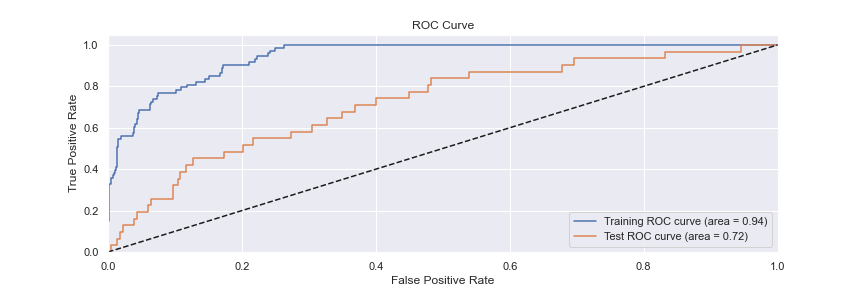 ROC Curve
True Positive Rate
1.0
0.8
0.6
0.4
0.2
0.0
Training ROC curve (area = 0.94)
Test ROC curve (area = 0.72)
0.0 0.2 0.4 0.6 0.8 1.0
False Positive Rate